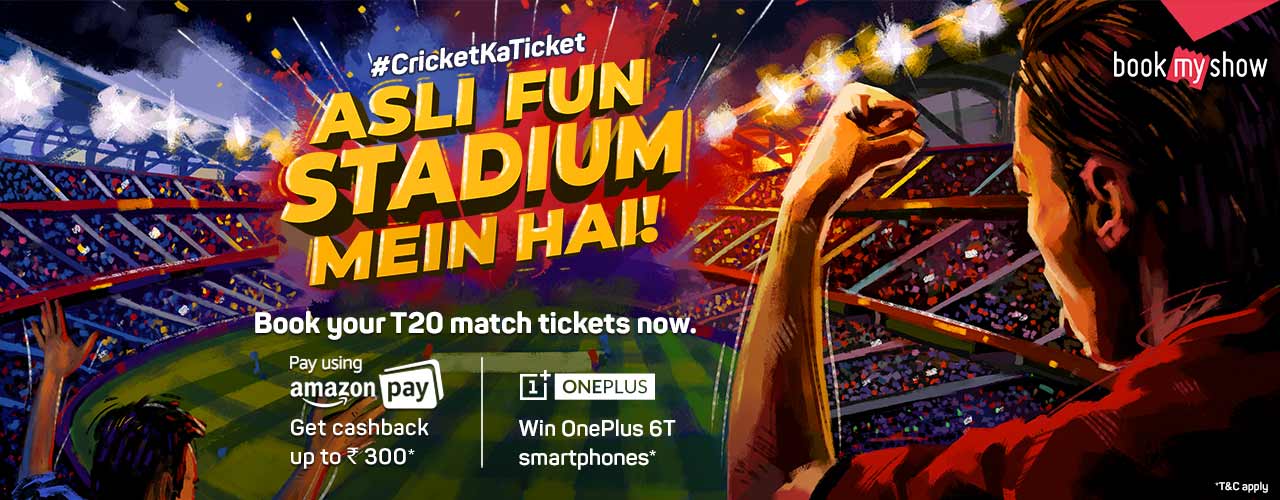 #CricketKaTicket
ASLI FUN
STADIUM
MEIN HAI!
book my show
Book your T20 match tickets now.
Pay using
amazon pay
Get cashback
up to ₹ 300*
1+ ONEPLUS
Win OnePlus 6T
smartphones*
*T&C apply